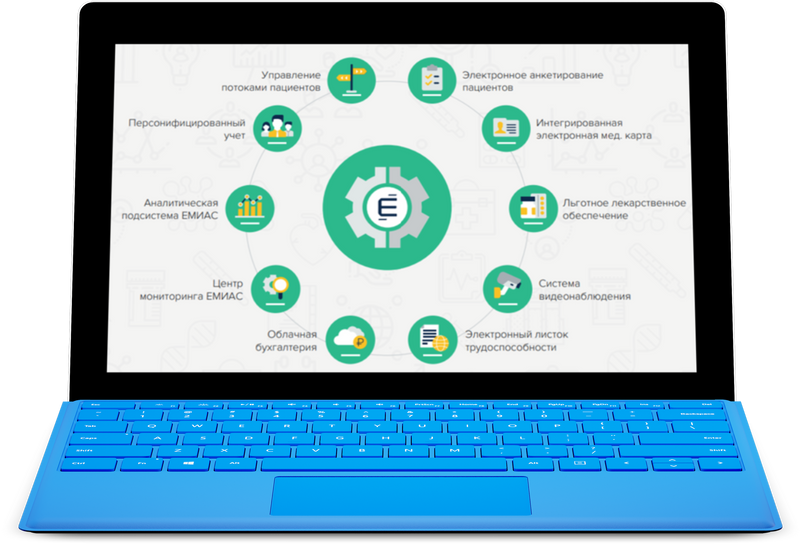 Управление
потоками пациентов
Электронное анкетирование
пациентов
Персонифицированный
учет
Интегрированная
электронная мед. карта
Аналитическая
подсистема ЕМИАС
Льготное лекарственное
обеспечение
Центр
мониторинга ЕМИАС
Система
видеонаблюдения
Облачная
бухгалтерия
Электронный листок
трудоспособности
Q W E R T Y U I O P
A S D F G H J K L
Z X C V B N M